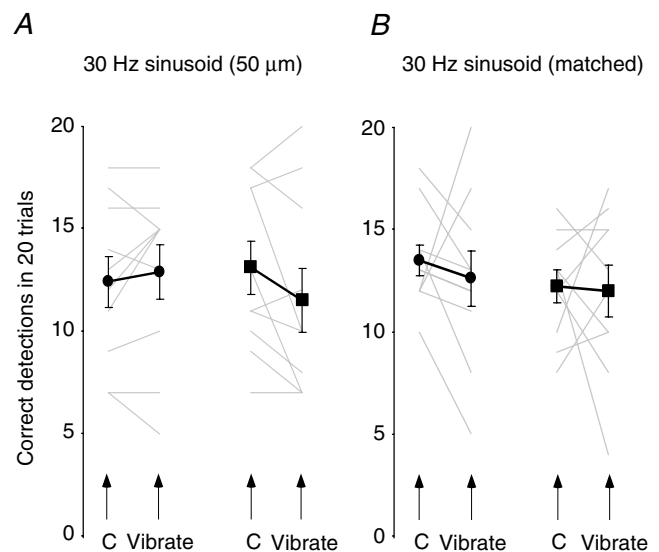 A
B
30 Hz sinusoid (50 μm)
30 Hz sinusoid (matched)
Correct detections in 20 trials
20
15
10
5
0
C Vibrate
C Vibrate
20
15
10
5
0
C Vibrate
C Vibrate